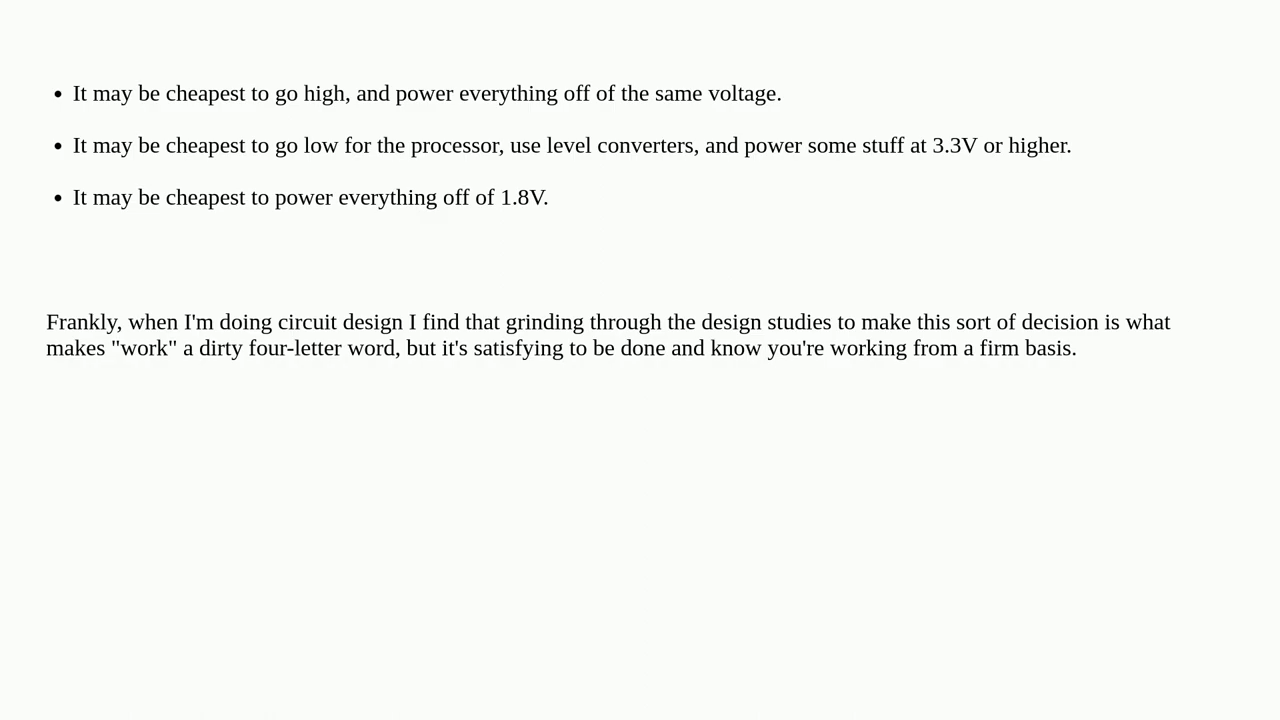 • It may be cheapest to go high, and power everything off of the same voltage.
• It may be cheapest to go low for the processor, use level converters, and power some stuff at 3.3V or higher.
• It may be cheapest to power everything off of 1.8V.
Frankly, when I'm doing circuit design I find that grinding through the design studies to make this sort of decision is what
makes "work" a dirty four-letter word, but it's satisfying to be done and know you're working from a firm basis.